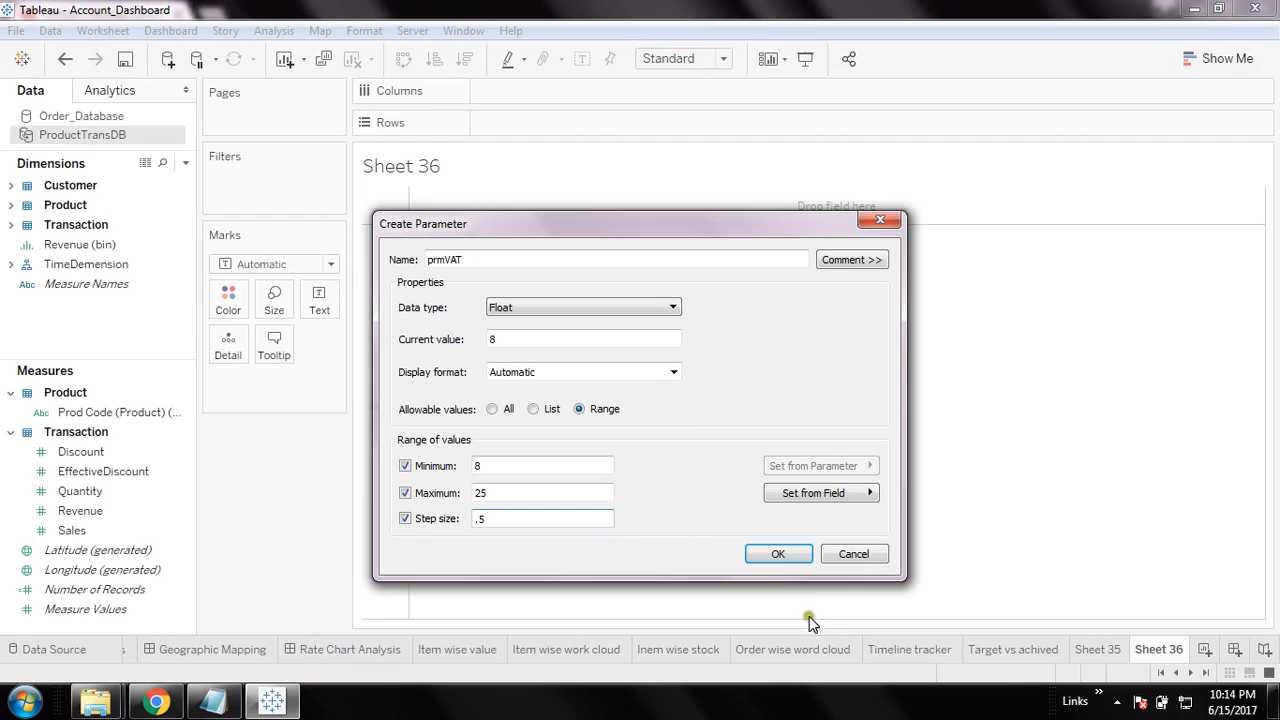 Tableau - Account_Dashboard
File Data Worksheet Dashboard Story Analysis Map Format Server Window Help
Standard
Show Me
Data Analytics
Order_Database
ProductTransDB
Dimensions
Customer
Product
Transaction
Revenue (bin)
TimeDemension
Abc Measure Names
Measures
Product
Abc Prod Code (Product) (...
Transaction
Discount
EffectiveDiscount
Quantity
Revenue
Sales
Latitude (generated)
Longitude (generated)
Number of Records
Measure Values
Pages
Filters
Marks
Automatic
Color Size Text
Detail Tooltip
Columns
Rows
Sheet 36
Drop field here
Create Parameter
Name: prmVAT Comment >>
Properties
Data type: Float
Current value: 8
Display format: Automatic
Allowable values: All List Range
Range of values
Minimum: 8 Set from Parameter
Maximum: 25 Set from Field
Step size: .5
OK Cancel
Data Source Geographic Mapping Rate Chart Analysis Item wise value Item wise work cloud Inem wise stock Order wise word cloud Timeline tracker Target vs achived Sheet 35 Sheet 36
Links » 10:14 PM
6/15/2017